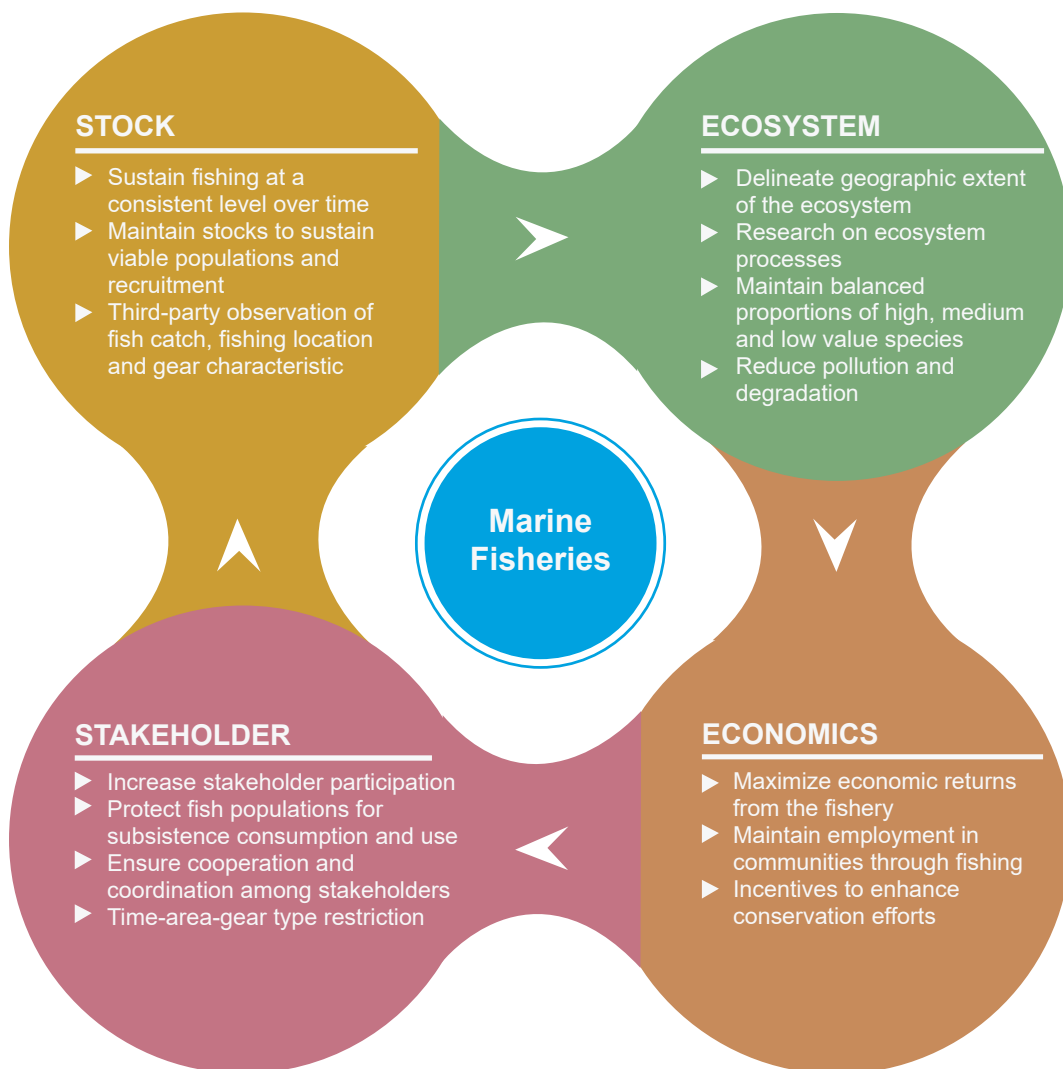 STOCK
Sustain fishing at a
consistent level over time
Maintain stocks to sustain
viable populations and
recruitment
Third-party observation of
fish catch, fishing location
and gear characteristic
ECOSYSTEM
Delineate geographic extent
of the ecosystem
Research on ecosystem
processes
Maintain balanced
proportions of high, medium
and low value species
Reduce pollution and
degradation
Marine
Fisheries
STAKEHOLDER
Increase stakeholder participation
Protect fish populations for
subsistence consumption and use
Ensure cooperation and
coordination among stakeholders
Time-area-gear type restriction
ECONOMICS
Maximize economic returns
from the fishery
Maintain employment in
communities through fishing
Incentives to enhance
conservation efforts